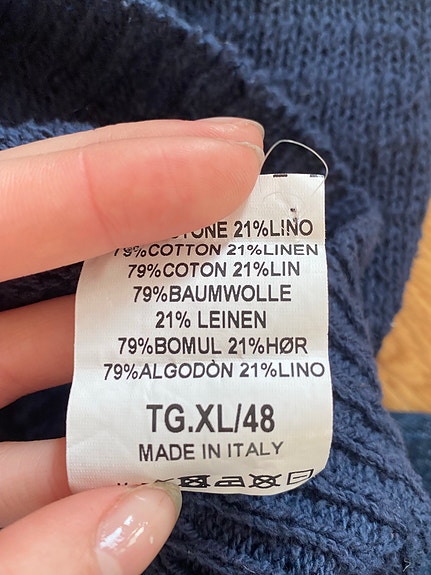 21%LINO
79%COTTON 21%LINEN
79%COTON 21%LIN
79%BAUMWOLLE
21% LEINEN
79%BOMUL 21%HØR
79%ALGODÒN 21%LINO
TG.XL/48
MADE IN ITALY